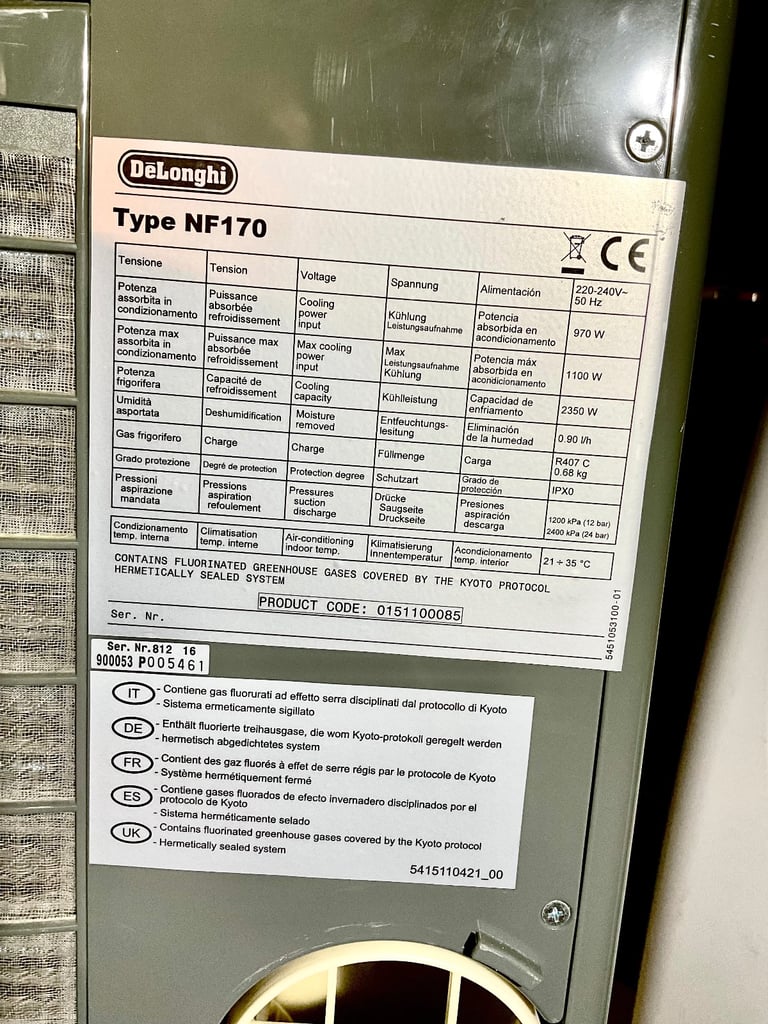 DeLonghi
Type NF170
CE
Tensione Tension Voltage Spannung Alimentación 220-240V~ 50 Hz
Potenza assorbita in condizionamento Puissance absorbée refroidissement Cooling power input Kühlung Leistungsaufnahme Potencia absorbida en acondicionamento 970 W
Potenza max assorbita in condizionamento Puissance max absorbée refroidissement Max cooling power input Max Leistungsaufnahme Kühlung Potencia máx absorbida en acondicionamento 1100 W
Potenza frigorifera Capacité de refroidissement Cooling capacity Kühlleistung Capacidad de enfriamento 2350 W
Umidità asportata Deshumidification Moisture removed Entfeuchtungs- lesitung Eliminación de la humedad 0.90 l/h
Gas frigorifero Charge Charge Füllmenge Carga R407 C 0.68 kg
Grado protezione Degré de protection Protection degree Schutzart Grado de protección IPX0
Pressioni aspirazione mandata Pressions aspiration refoulement Pressures suction discharge Drücke Saugseite Druckseite Presiones aspiración descarga 1200 kPa (12 bar) 2400 kPa (24 bar)
Condizionamento temp. interna Climatisation temp. interne Air-conditioning indoor temp. Klimatisierung Innentemperatur Acondicionamento temp. interior 21 ÷ 35 °C
CONTAINS FLUORINATED GREENHOUSE GASES COVERED BY THE KYOTO PROTOCOL
HERMETICALLY SEALED SYSTEM
PRODUCT CODE: 0151100085
Ser. Nr.
5451053100-01
Ser. Nr.812 16
900053 P005461
IT - Contiene gas fluorurati ad effetto serra disciplinati dal protocollo di Kyoto
- Sistema ermeticamente sigillato
DE - Enthält fluorierte treihausgase, die wom Kyoto-protokoli geregelt werden
- hermetisch abgedichtetes system
FR - Contient des gaz fluorés à effet de serre régis par le protocole de Kyoto
- Système hermétiquement fermé
ES - Contiene gases fluorados de efecto invernadero disciplinados por el
protocolo de Kyoto
- Sistema herméticamente selado
UK - Contains fluorinated greenhouse gases covered by the Kyoto protocol
- Hermetically sealed system
5415110421_00